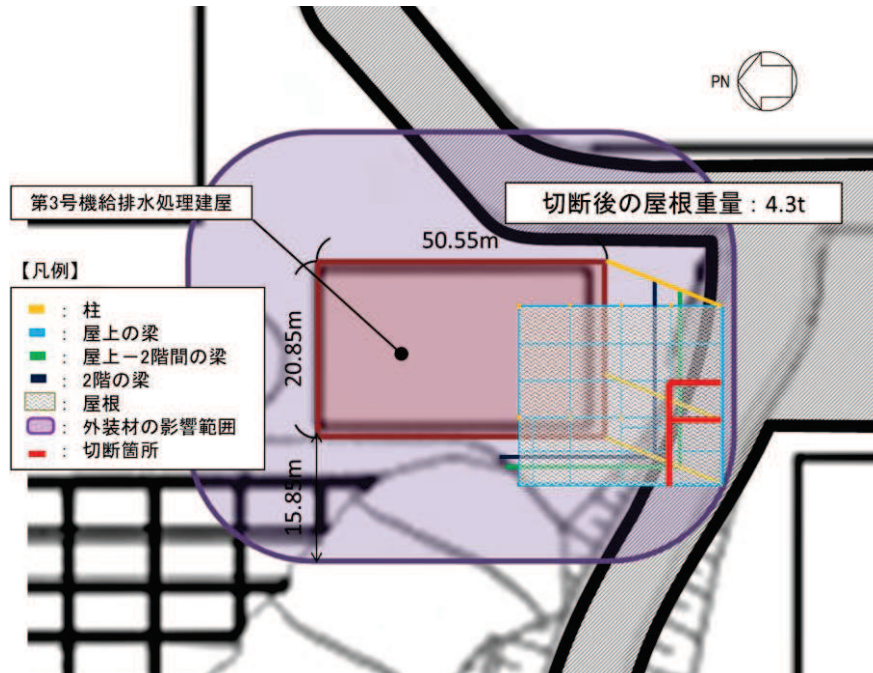 PN
第3号機給排水処理建屋
切断後の屋根重量：4.3t
50.55m
20.85m
15.85m
【凡例】
：柱
：屋上の梁
：屋上－2階間の梁
：2階の梁
：屋根
：外装材の影響範囲
：切断箇所